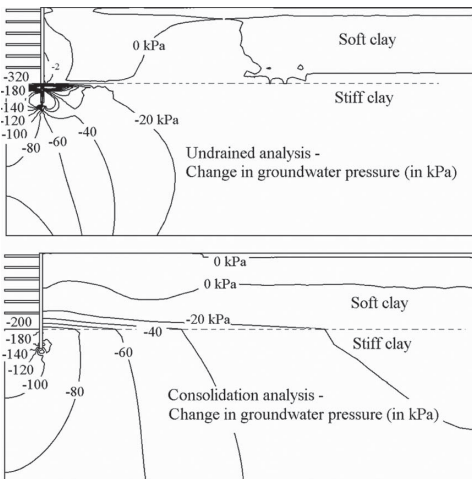 0 kPa
Soft clay
-2
-320
-180
-140
-120
-100
-80
-60
-40
-20 kPa
Stiff clay
Undrained analysis -
Change in groundwater pressure (in kPa)
0 kPa
0 kPa
Soft clay
-20 kPa
-200
-180
-140
-120
-100
-80
-60
-40
Stiff clay
Consolidation analysis -
Change in groundwater pressure (in kPa)